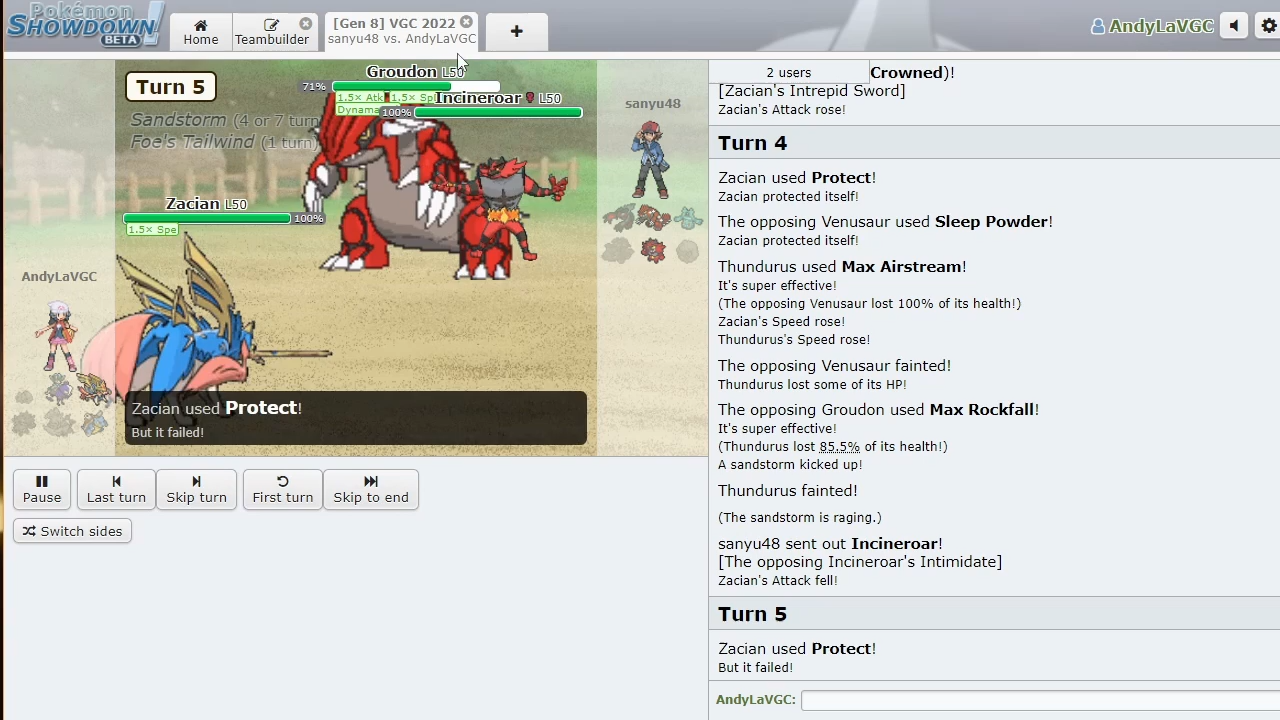 Pokémon
SHOWDOWN!
BETA
Home
Teambuilder
[Gen 8] VGC 2022
sanyu48 vs. AndyLaVGC
+
AndyLaVGC
Turn 5
Sandstorm (4 or 7 turn
Foe's Tailwind (1 turn)
Groudon L50
71%
1.5× Atk
1.5× Sp
Dynama
Incineroar L50
100%
Zacian L50
100%
1.5× Spe
AndyLaVGC
sanyu48
Zacian used Protect!
But it failed!
Pause
Last turn
Skip turn
First turn
Skip to end
Switch sides
2 users
Crowned)!
[Zacian's Intrepid Sword]
Zacian's Attack rose!
Turn 4
Zacian used Protect!
Zacian protected itself!
The opposing Venusaur used Sleep Powder!
Zacian protected itself!
Thundurus used Max Airstream!
It's super effective!
(The opposing Venusaur lost 100% of its health!)
Zacian's Speed rose!
Thundurus's Speed rose!
The opposing Venusaur fainted!
Thundurus lost some of its HP!
The opposing Groudon used Max Rockfall!
It's super effective!
(Thundurus lost 85.5% of its health!)
A sandstorm kicked up!
Thundurus fainted!
(The sandstorm is raging.)
sanyu48 sent out Incineroar!
[The opposing Incineroar's Intimidate]
Zacian's Attack fell!
Turn 5
Zacian used Protect!
But it failed!
AndyLaVGC: